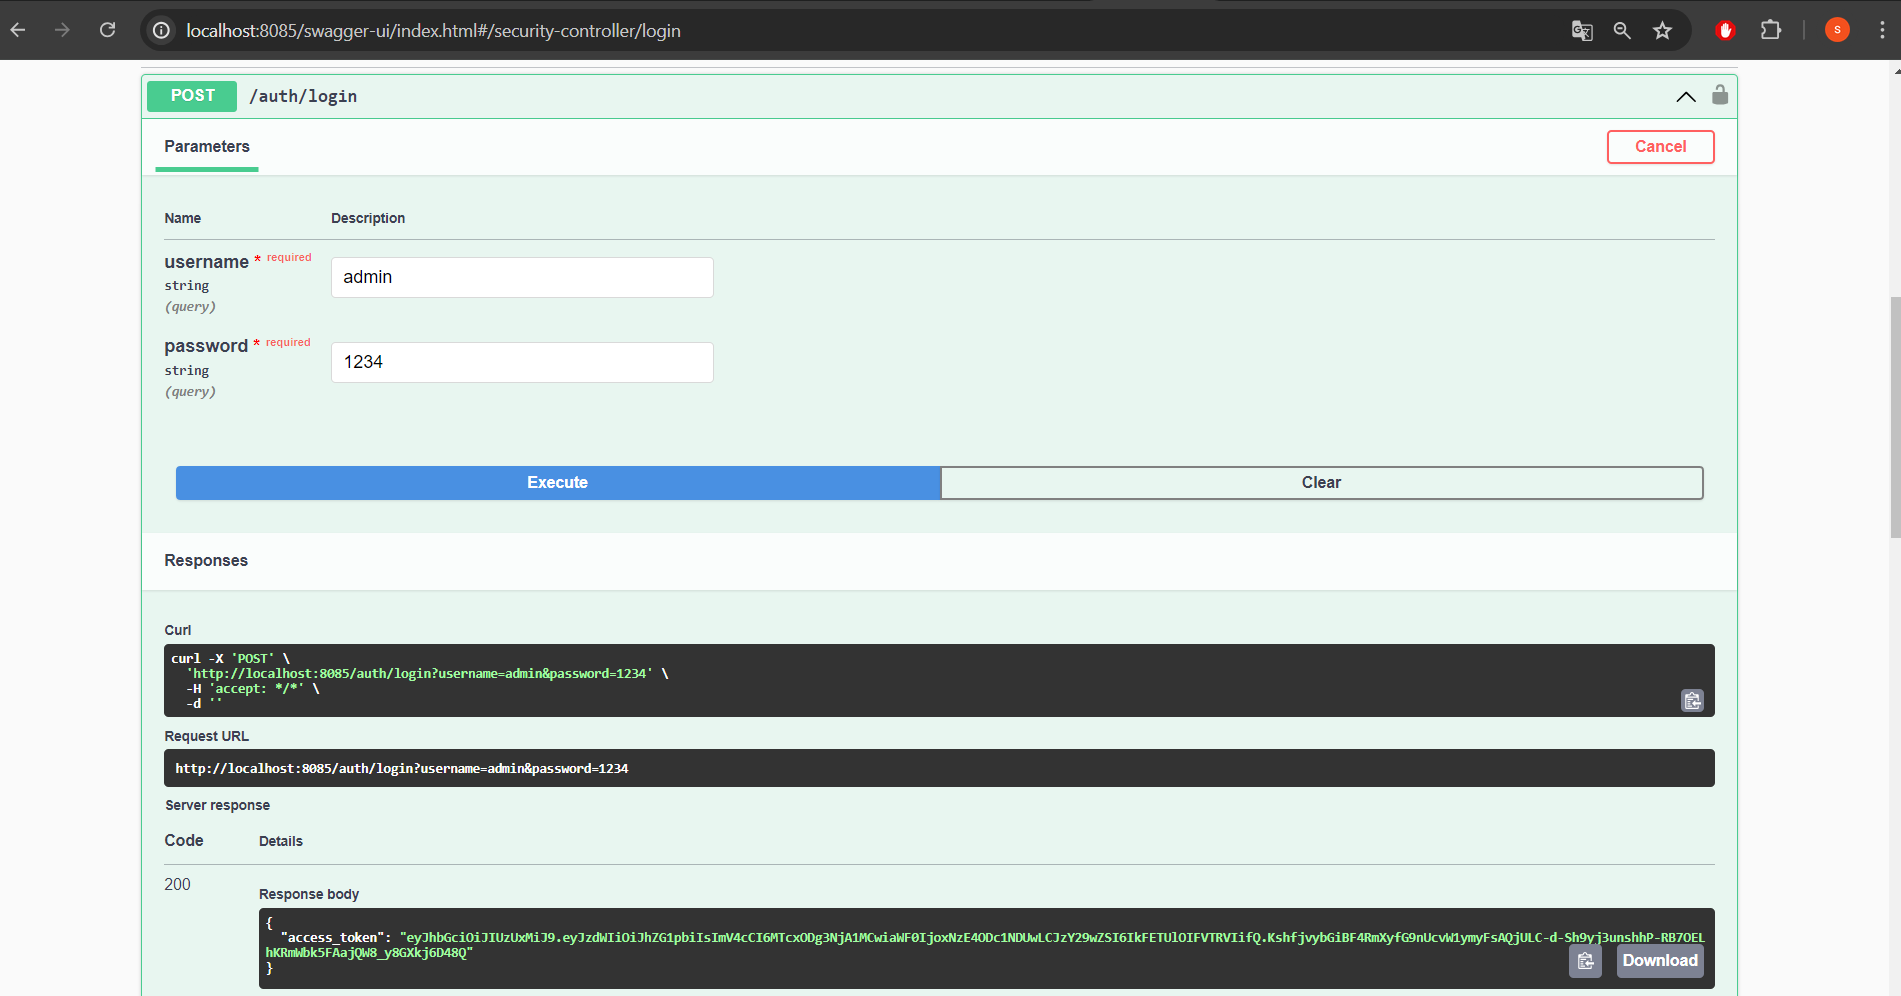 localhost:8085/swagger-ui/index.html#/security-controller/login
S
POST /auth/login
Parameters
Cancel
Name Description
username * required
string
(query)
admin
password * required
string
(query)
1234
Execute
Clear
Responses
Curl
curl -X 'POST' \
'http://localhost:8085/auth/login?username=admin&password=1234' \
-H 'accept: */*' \
-d ''
Request URL
http://localhost:8085/auth/login?username=admin&password=1234
Server response
Code Details
200
Response body
{
"access_token": "eyJhbGciOiJIUzUxMiJ9.eyJzdWIiOiJhZG1pbiIsImV4cCI6MTcxODg3NjA1MCwiaWF0IjoxNzE4ODc1NDUwLCJzY29wZSI6IkFETUlOIFVTRVIifQ.KshfjvybGiBF4RmXyfG9nUcvW1ymyFsAQjULC-d-Sh9yj3unshhP-RB7OEL
hKRmWbk5FAajQW8_y8GXkj6D48Q"
}
Download